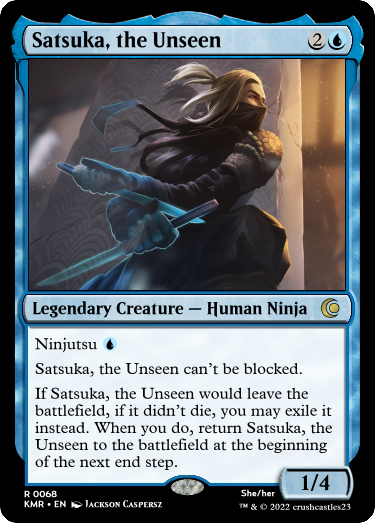 Satsuka, the Unseen 2
Legendary Creature — Human Ninja
Ninjutsu
Satsuka, the Unseen can't be blocked.
If Satsuka, the Unseen would leave the
battlefield, if it didn't die, you may exile it
instead. When you do, return Satsuka, the
Unseen to the battlefield at the beginning
of the next end step.
1/4
R 0068
KMR • EN Jackson Caspersz
She/her
™ & © 2022 crushcastles23